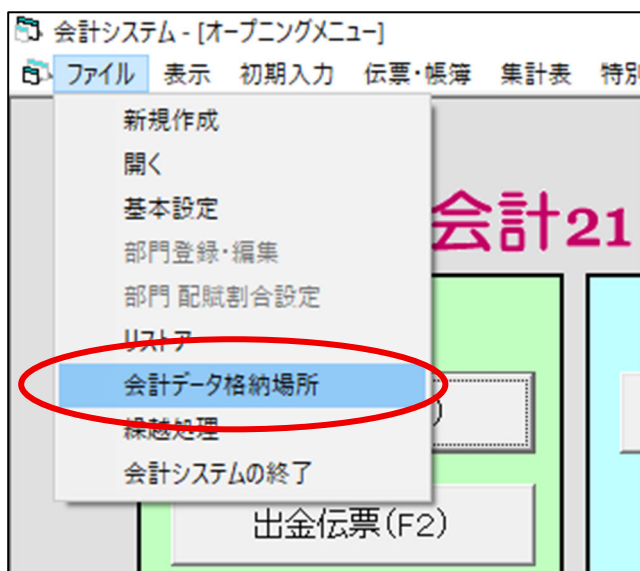 会計システム - [オープニングメニュー]
ファイル 表示 初期入力 伝票・帳簿 集計表 特別
新規作成
開く
基本設定
部門登録・編集
部門 配賦割合設定
リストア
会計データ格納場所
繰越処理
会計システムの終了
会計21
)
出金伝票(F2)